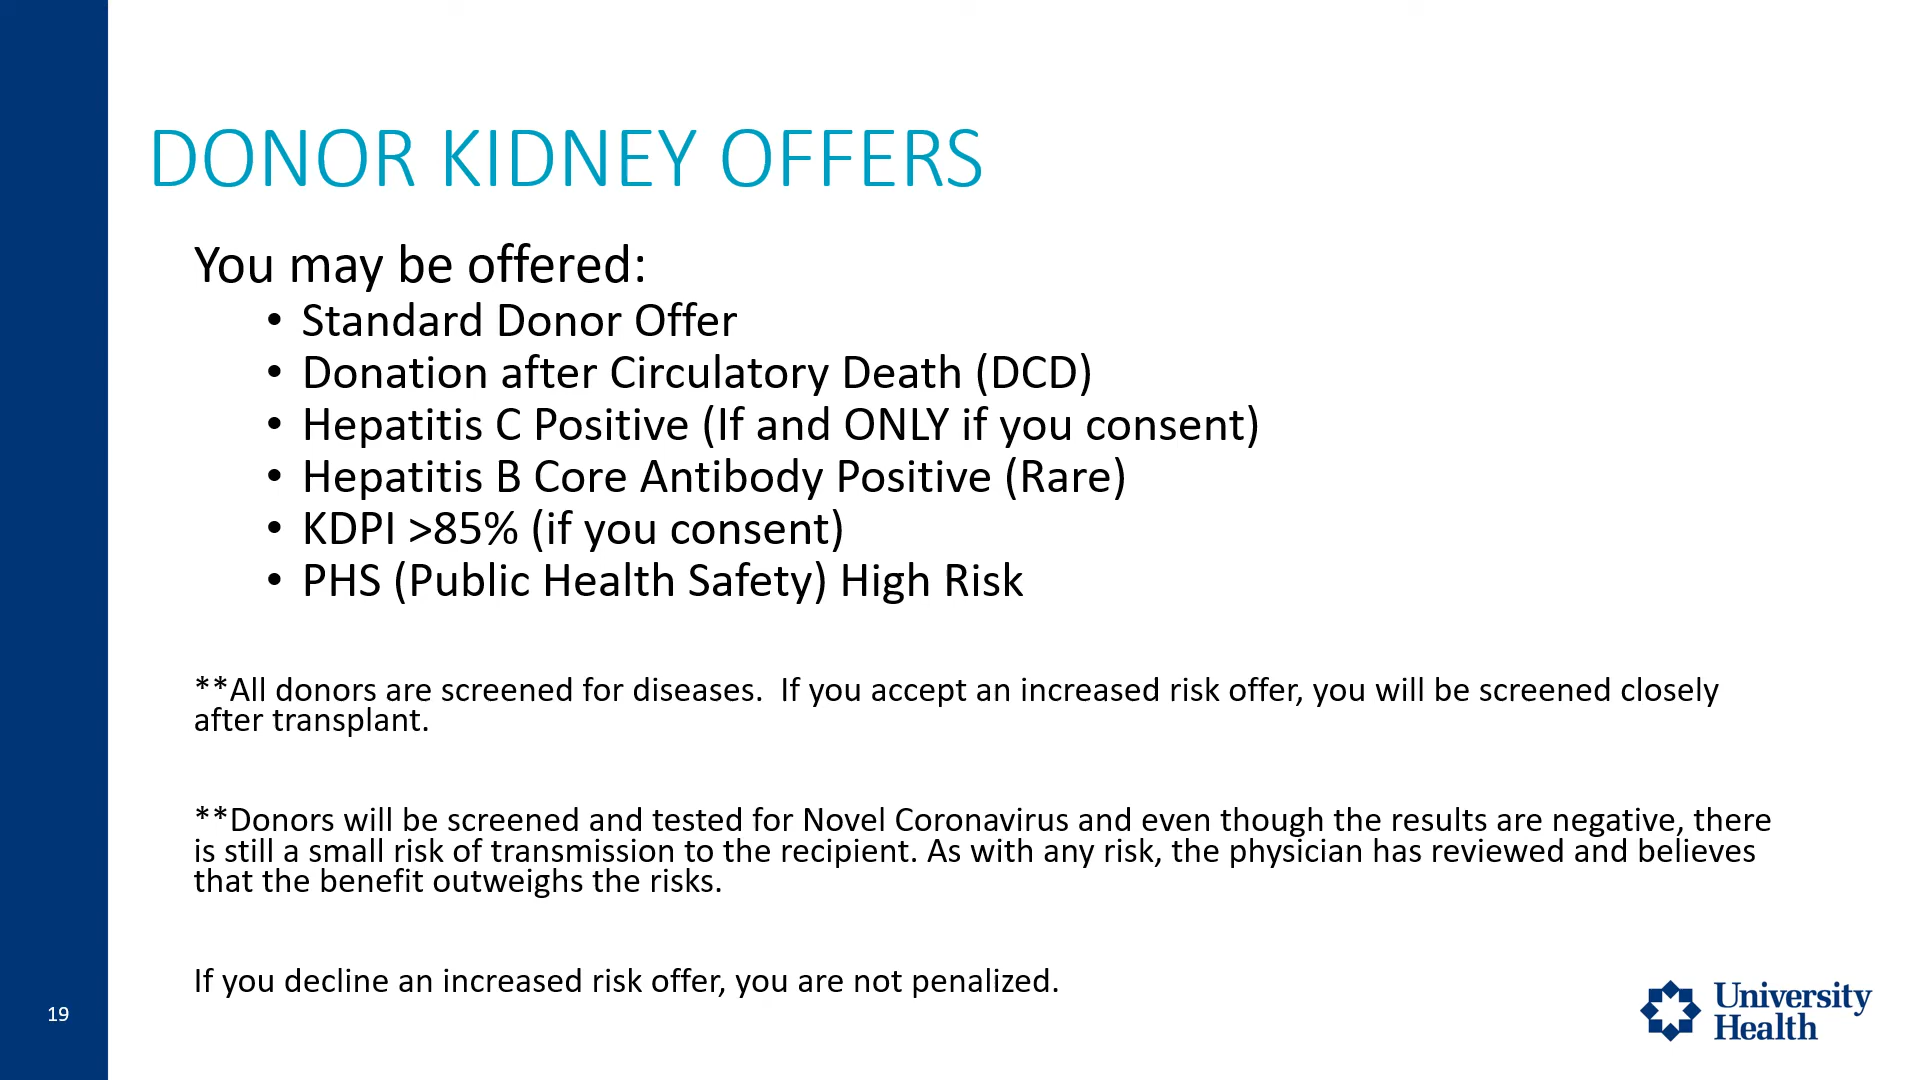 DONOR KIDNEY OFFERS
You may be offered:
• Standard Donor Offer
• Donation after Circulatory Death (DCD)
• Hepatitis C Positive (If and ONLY if you consent)
• Hepatitis B Core Antibody Positive (Rare)
• KDPI >85% (if you consent)
• PHS (Public Health Safety) High Risk
**All donors are screened for diseases.  If you accept an increased risk offer, you will be screened closely
after transplant.
**Donors will be screened and tested for Novel Coronavirus and even though the results are negative, there
is still a small risk of transmission to the recipient. As with any risk, the physician has reviewed and believes
that the benefit outweighs the risks.
If you decline an increased risk offer, you are not penalized.
19
University
Health